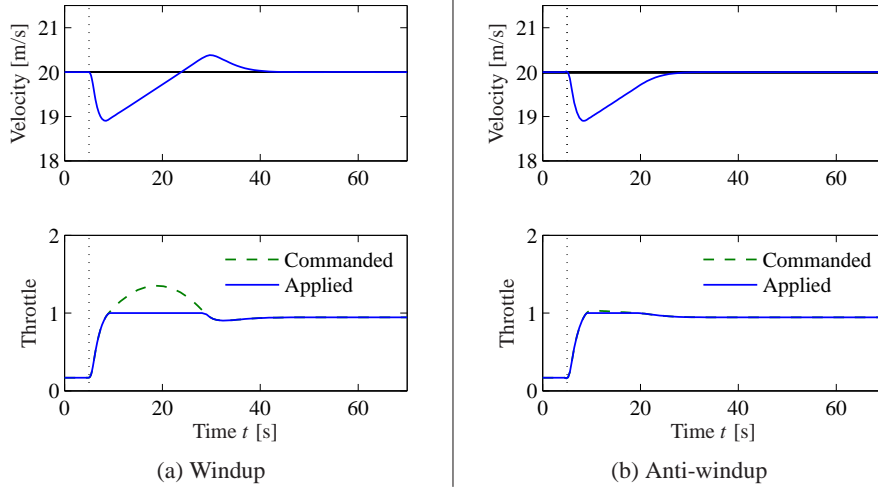 21
20
19
18
0
20
40
60
Velocity [m/s]
2
1
0
0
20
40
60
Throttle
Commanded
Applied
Time t [s]
(a) Windup
21
20
19
18
0
20
40
60
Velocity [m/s]
2
1
0
0
20
40
60
Throttle
Commanded
Applied
Time t [s]
(b) Anti-windup